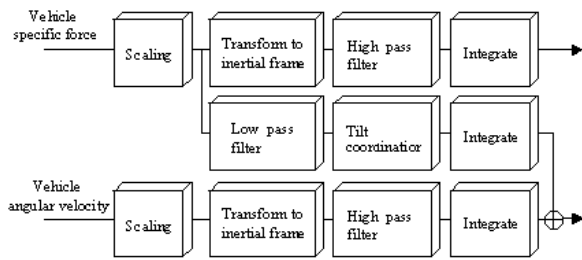 Vehicle
specific force
Scaling
Transform to
inertial frame
High pass
filter
Integrate
Low pass
filter
Tilt
coordination
Integrate
Vehicle
angular velocity
Scaling
Transform to
inertial frame
High pass
filter
Integrate